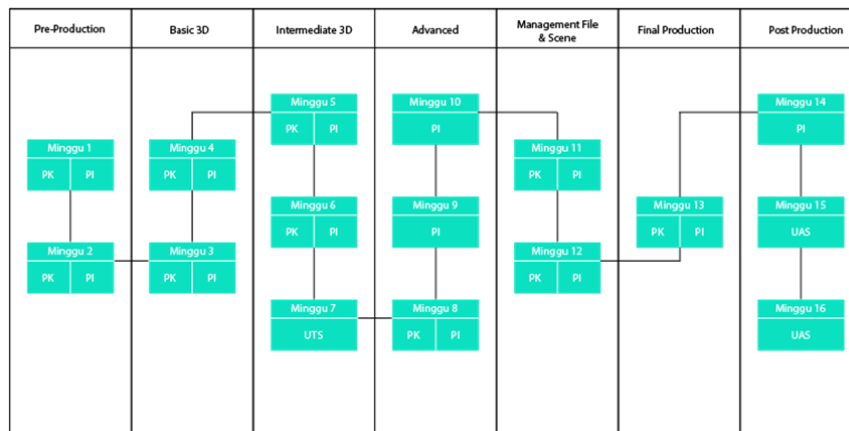 Pre-Production
Basic 3D
Intermediate 3D
Advanced
Management File
& Scene
Final Production
Post Production
Minggu 1
PK PI
Minggu 2
PK PI
Minggu 4
PK PI
Minggu 3
PK PI
Minggu 5
PK PI
Minggu 6
PK PI
Minggu 7
UTS
Minggu 10
PI
Minggu 9
PI
Minggu 8
PK PI
Minggu 11
PK PI
Minggu 12
PK PI
Minggu 13
PK PI
Minggu 14
PI
Minggu 15
UAS
Minggu 16
UAS